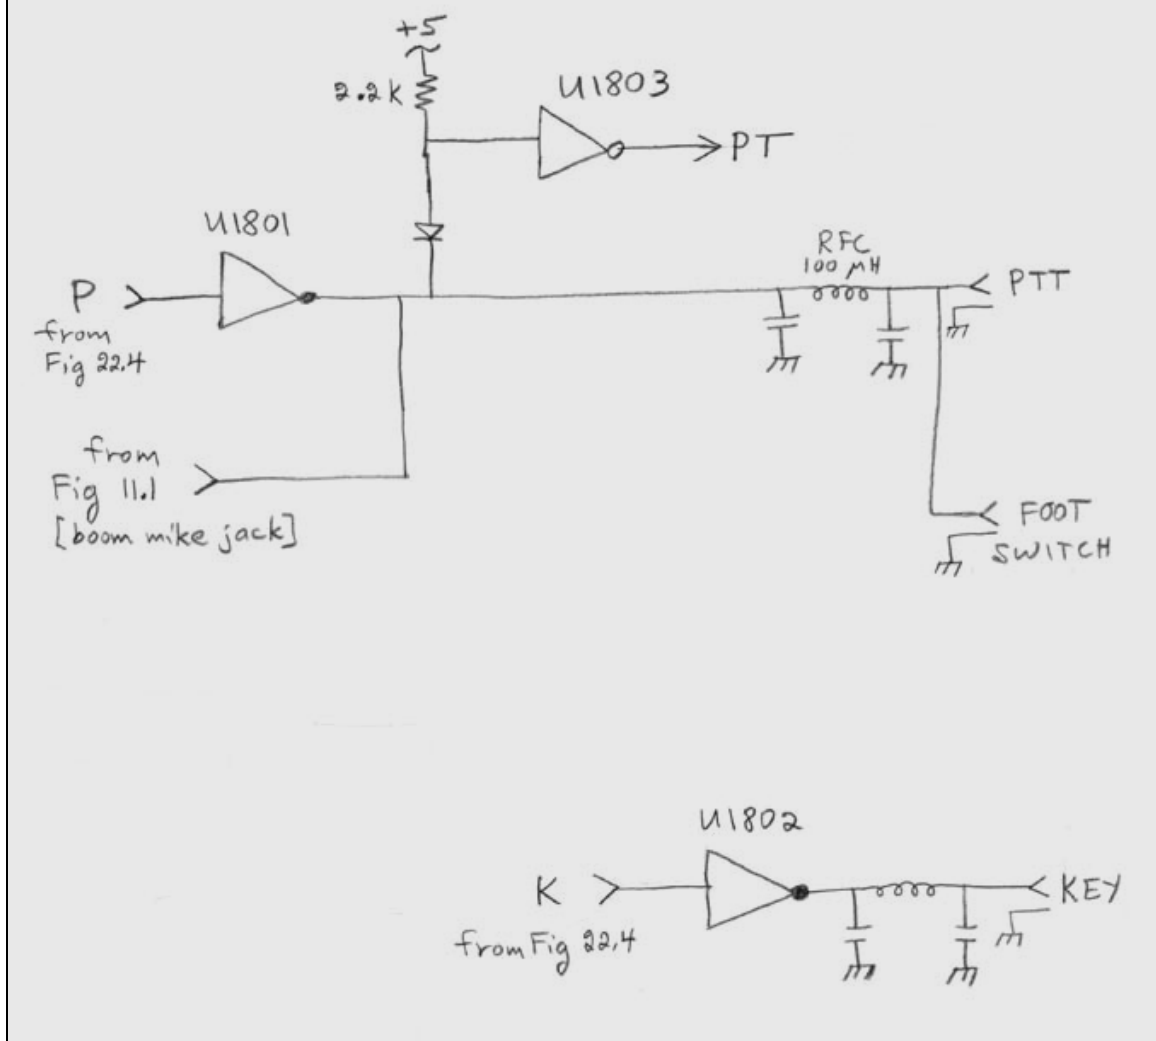 +5
2.2k
U1803
PT
U1801
P
from
Fig 22.4
RFC
100 μH
PTT
from
Fig 11.1
[boom mike jack]
FOOT
SWITCH
U1802
K
from Fig 22.4
KEY